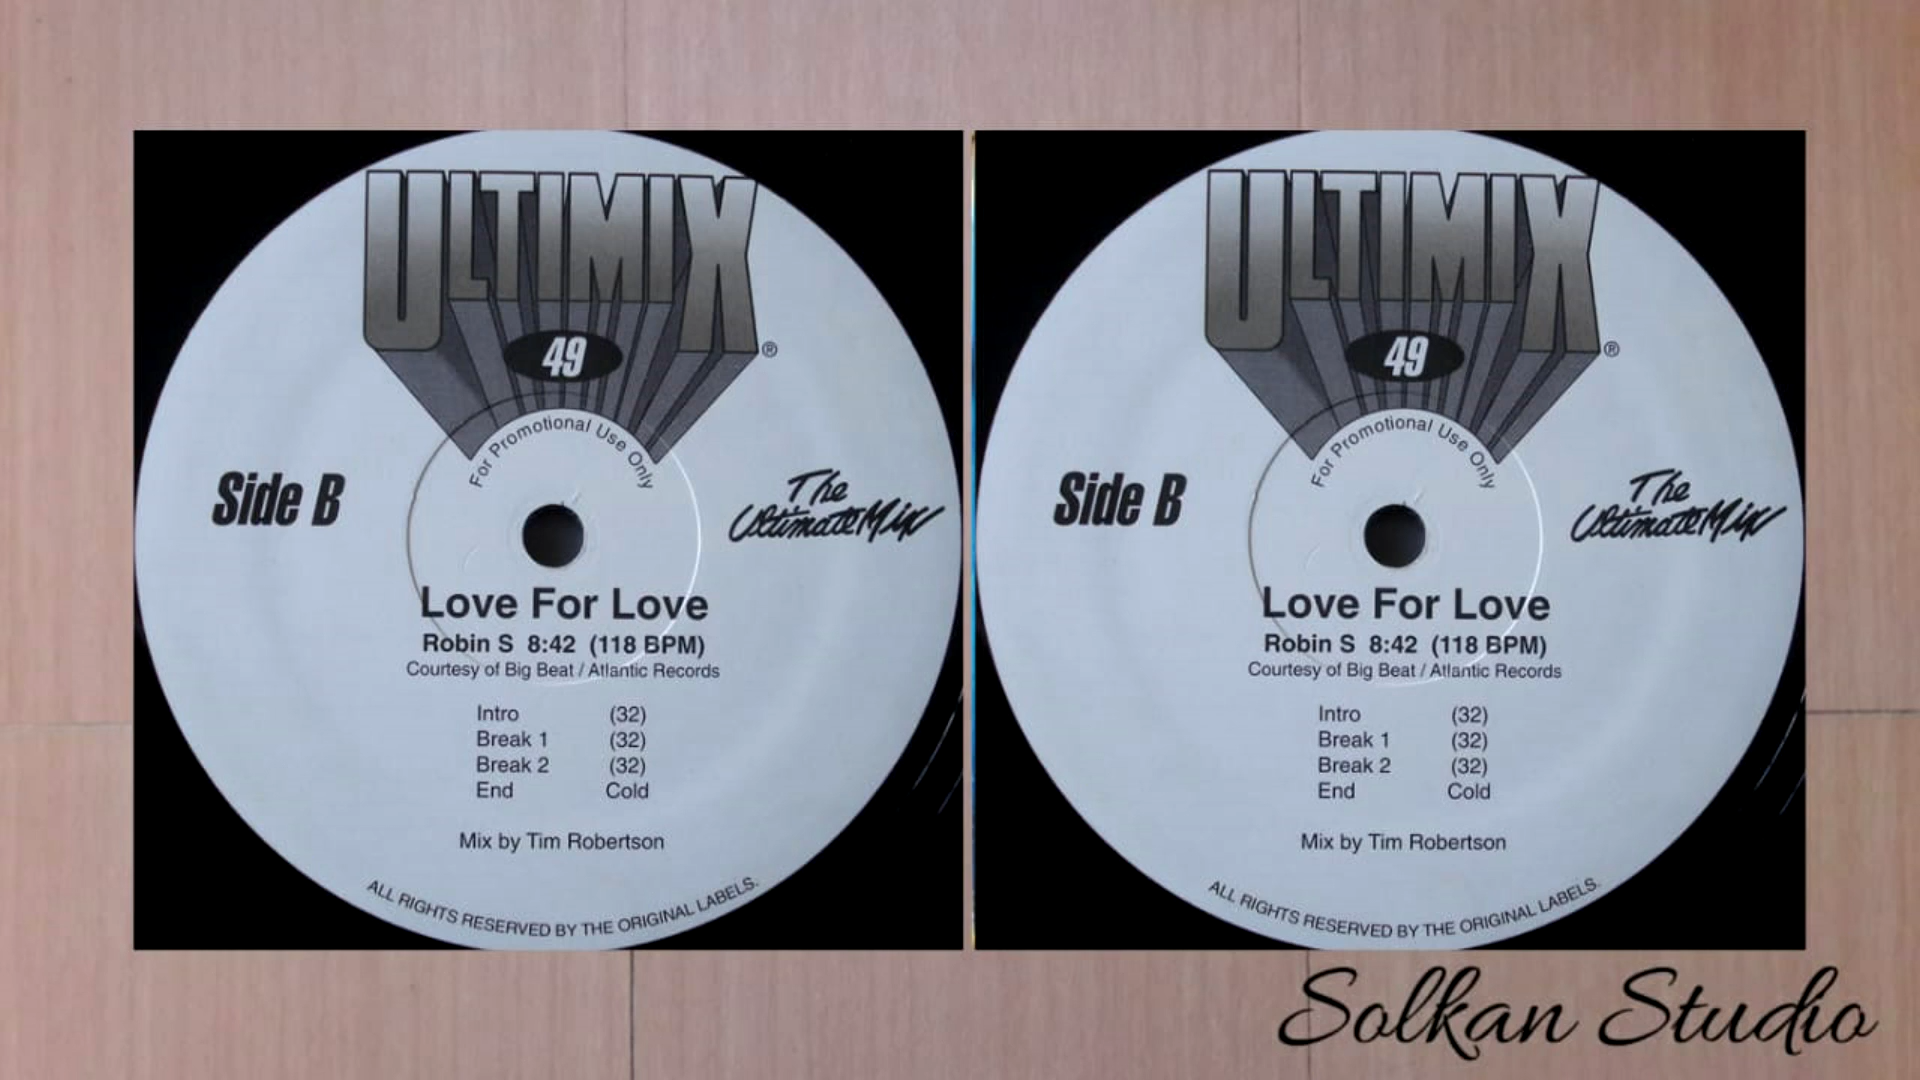 ULTIMIX
®
49
For Promotional Use Only
Side B
The
Ultimate Mix
Love For Love
Robin S 8:42 (118 BPM)
Courtesy of Big Beat / Atlantic Records
Intro (32)
Break 1 (32)
Break 2 (32)
End Cold
Mix by Tim Robertson
ALL RIGHTS RESERVED BY THE ORIGINAL LABELS.
ULTIMIX
®
49
For Promotional Use Only
Side B
The
Ultimate Mix
Love For Love
Robin S 8:42 (118 BPM)
Courtesy of Big Beat / Atlantic Records
Intro (32)
Break 1 (32)
Break 2 (32)
End Cold
Mix by Tim Robertson
ALL RIGHTS RESERVED BY THE ORIGINAL LABELS.
Solkan Studio